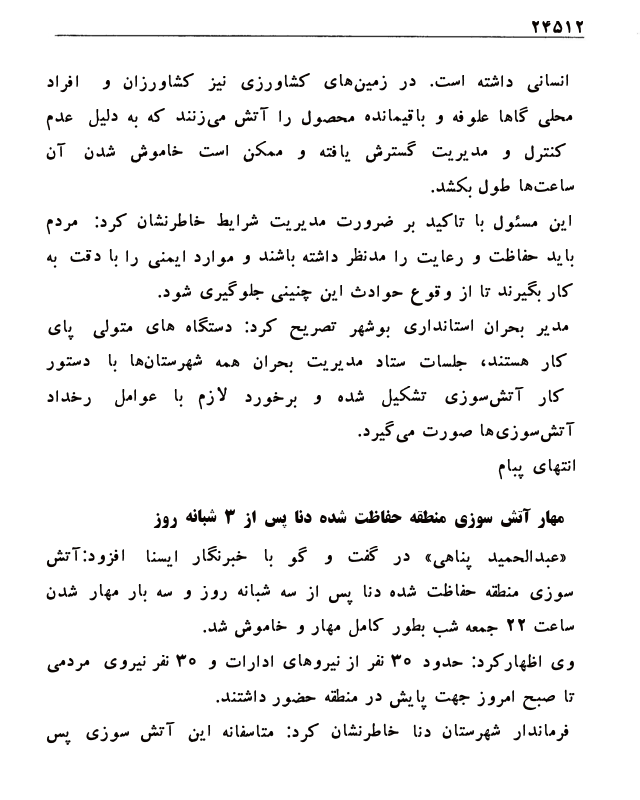 ۲۴۵۱۲
انسانی داشته است. در زمین‌های کشاورزی نیز کشاورزان و افراد
محلی گاها علوفه و باقیمانده محصول را آتش می‌زنند که به دلیل عدم
کنترل و مدیریت گسترش یافته و ممکن است خاموش شدن آن
ساعت‌ها طول بکشد.
این مسئول با تاکید بر ضرورت مدیریت شرایط خاطرنشان کرد: مردم
باید حفاظت و رعایت را مدنظر داشته باشند و موارد ایمنی را با دقت به
کار بگیرند تا از وقوع حوادث این چنینی جلوگیری شود.
مدیر بحران استانداری بوشهر تصریح کرد: دستگاه های متولی پای
کار هستند، جلسات ستاد مدیریت بحران همه شهرستان‌ها با دستور
کار آتش‌سوزی تشکیل شده و برخورد لازم با عوامل رخداد
آتش‌سوزی‌ها صورت می‌گیرد.
انتهای پیام
مهار آتش سوزی منطقه حفاظت شده دنا پس از ۳ شبانه روز
«عبدالحمید پناهی» در گفت و گو با خبرنگار ایسنا افزود:آتش
سوزی منطقه حفاظت شده دنا پس از سه شبانه روز و سه بار مهار شدن
ساعت ۲۲ جمعه شب بطور کامل مهار و خاموش شد.
وی اظهارکرد: حدود ۳۰ نفر از نیروهای ادارات و ۳۰ نفر نیروی مردمی
تا صبح امروز جهت پایش در منطقه حضور داشتند.
فرماندار شهرستان دنا خاطرنشان کرد: متاسفانه این آتش سوزی پس